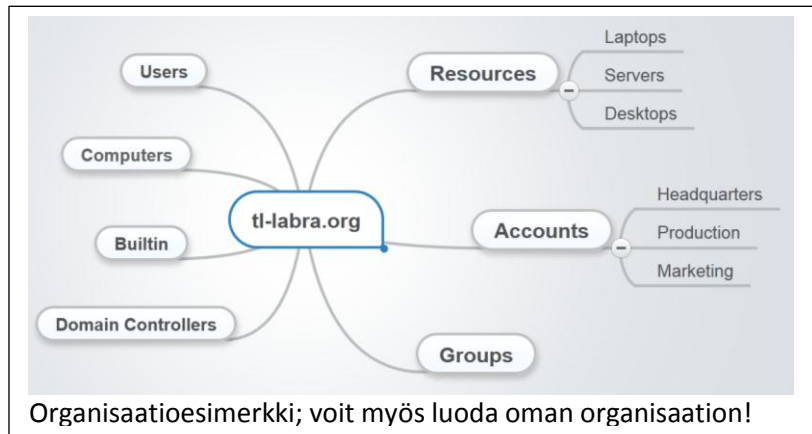 Users
Computers
Builtin
Domain Controllers
tl-labra.org
Resources
Laptops
Servers
Desktops
Accounts
Headquarters
Production
Marketing
Groups
Organisaatioesimerkki; voit myös luoda oman organisaation!